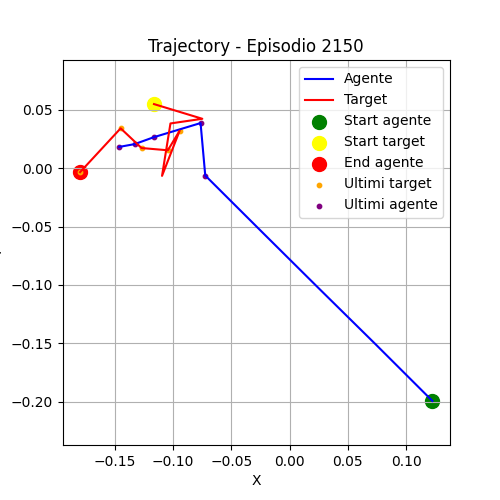 Trajectory - Episodio 2150
Agente
Target
Start agente
Start target
End agente
Ultimi target
Ultimi agente
0.05
0.00
−0.05
−0.10
−0.15
−0.20
−0.15
−0.10
−0.05
0.00
0.05
0.10
X